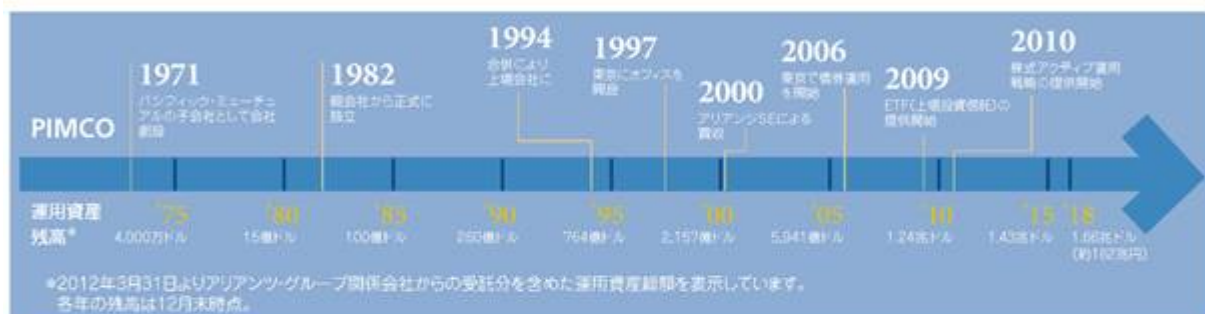 1971
パシフィック・ミューチュ
アルの子会社として会社
創設
1982
親会社から正式に
独立
1994
合併により
上場会社に
1997
東京にオフィスを
開設
2000
アリアンツSEによる
買収
2006
東京で債券運用
を開始
2009
ETF(上場投資信託)の
提供開始
2010
株式アクティブ運用
戦略の提供開始
PIMCO
運用資産
残高*
'75 '80 '85 '90 '95 '00 '05 '10 '15 '18
4,000万ドル 15億ドル 100億ドル 260億ドル 764億ドル 2,157億ドル 5,941億ドル 1.24兆ドル 1.43兆ドル 1.66兆ドル
(約182兆円)
*2012年3月31日よりアリアンツ・グループ関係会社からの受託分を含めた運用資産総額を表示しています。
各年の残高は12月末時点。